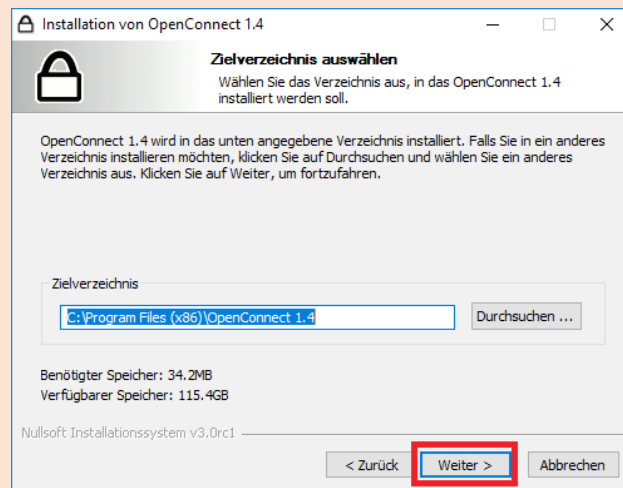 Installation von OpenConnect 1.4
Zielverzeichnis auswählen
Wählen Sie das Verzeichnis aus, in das OpenConnect 1.4
installiert werden soll.
OpenConnect 1.4 wird in das unten angegebene Verzeichnis installiert. Falls Sie in ein anderes
Verzeichnis installieren möchten, klicken Sie auf Durchsuchen und wählen Sie ein anderes
Verzeichnis aus. Klicken Sie auf Weiter, um fortzufahren.
Zielverzeichnis
C:\Program Files (x86)\OpenConnect 1.4
Durchsuchen ...
Benötigter Speicher: 34.2MB
Verfügbarer Speicher: 115.4GB
Nullsoft Installationssystem v3.0rc1
< Zurück
Weiter >
Abbrechen